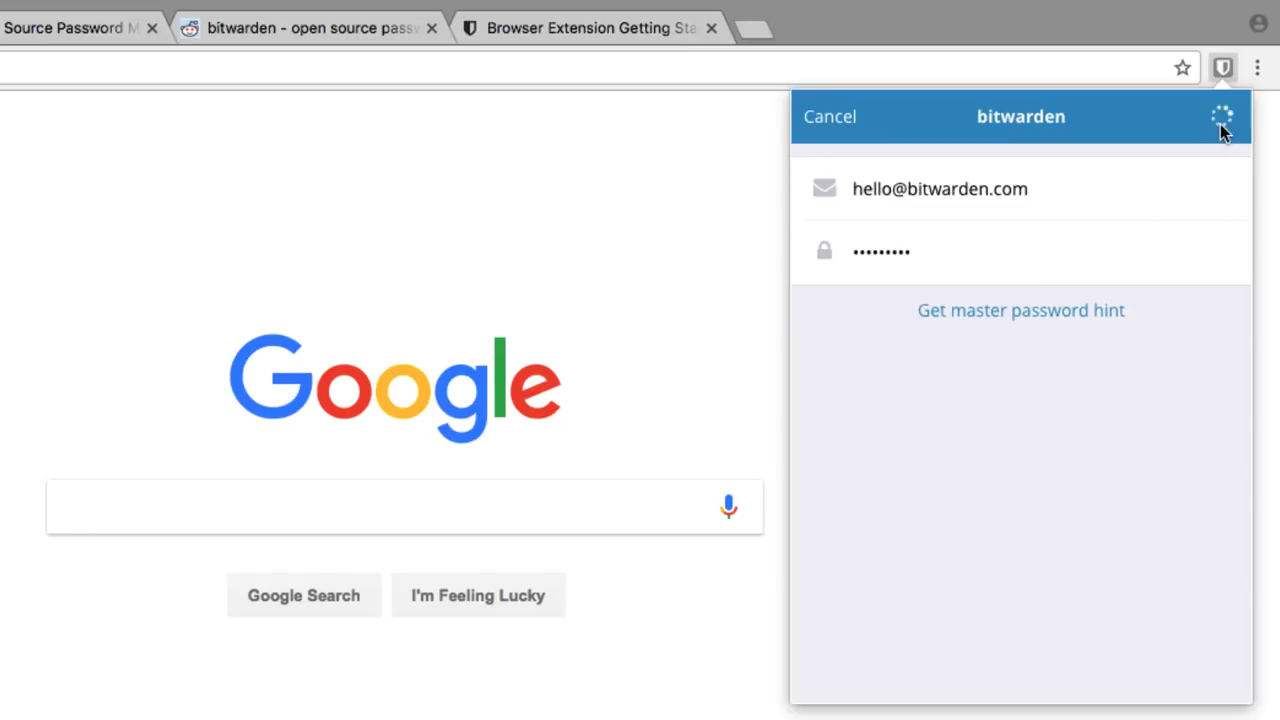 Source Password M
bitwarden - open source passw
Browser Extension Getting Sta
Cancel
bitwarden
hello@bitwarden.com
•••••••••
Get master password hint
Google
Google Search
I'm Feeling Lucky